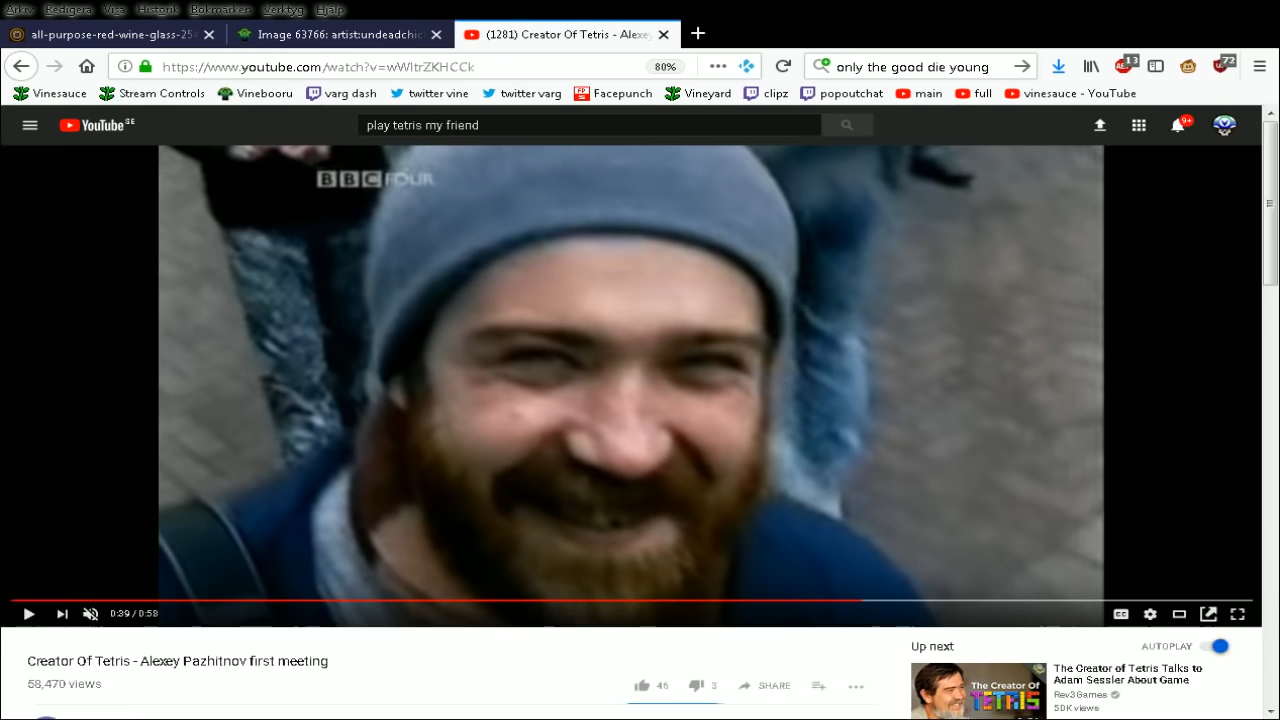 Arkiv Redigera Visa Historik Bokmärken Verktyg Hjälp
all-purpose-red-wine-glass-25 Image 63766: artist:undeadchic (1281) Creator Of Tetris - Alexey
https://www.youtube.com/watch?v=wWltrZKHCCk 80% only the good die young 13 72
Vinesauce Stream Controls Vinebooru varg dash twitter vine twitter varg Facepunch Vineyard clipz popoutchat main full vinesauce - YouTube
YouTube SE play tetris my friend 9+
BBC FOUR
0:39 / 0:58 CC
Creator Of Tetris - Alexey Pazhitnov first meeting
58,470 views 46 3 SHARE
Up next AUTOPLAY
The Creator Of TETRIS
The Creator of Tetris Talks to
Adam Sessler About Game
Rev3Games
50K views